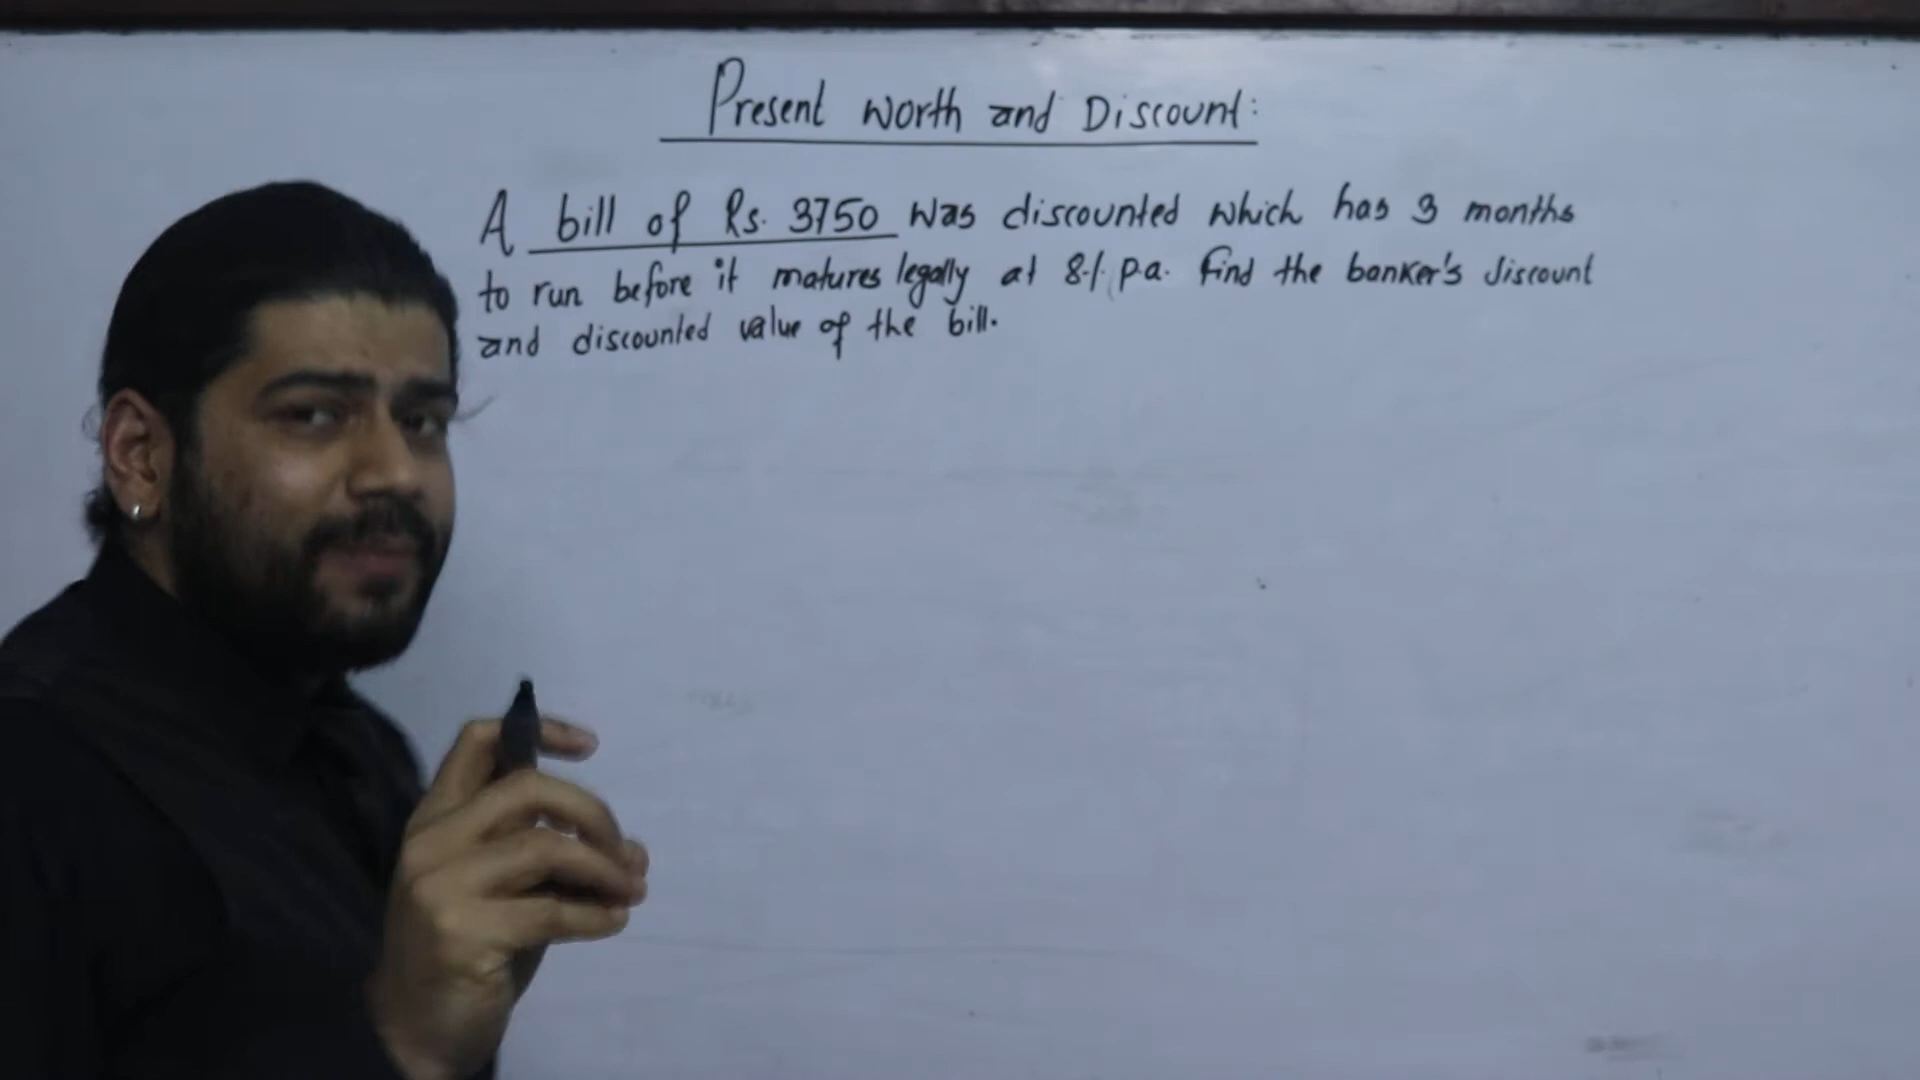 Present Worth and Discount:
A bill of Rs. 3750 was discounted which has 3 months
to run before it matures legally at 8% p.a. Find the banker's discount
and discounted value of the bill.